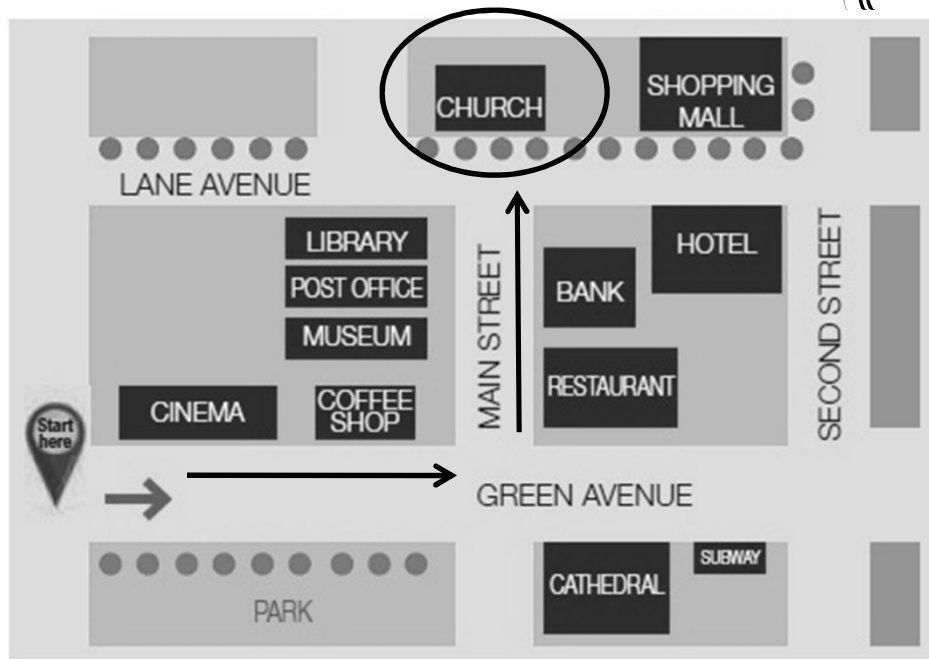 CHURCH
SHOPPING
MALL
LANE AVENUE
LIBRARY
POST OFFICE
MUSEUM
CINEMA
COFFEE
SHOP
MAIN STREET
HOTEL
BANK
RESTAURANT
SECOND STREET
Start
here
GREEN AVENUE
PARK
CATHEDRAL
SUBWAY